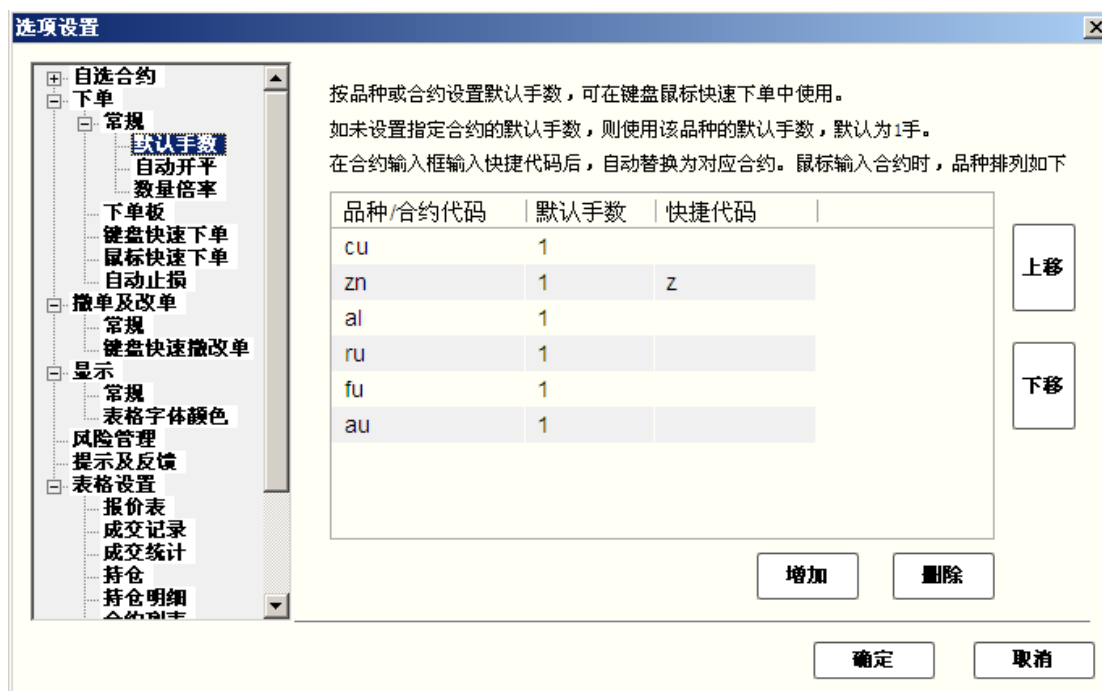 选项设置
自选合约
下单
常规
默认手数
自动开平
数量倍率
下单板
键盘快速下单
鼠标快速下单
自动止损
撤单及改单
常规
键盘快速撤改单
显示
常规
表格字体颜色
风险管理
提示及反馈
表格设置
报价表
成交记录
成交统计
持仓
持仓明细
合约列表
按品种或合约设置默认手数，可在键盘鼠标快速下单中使用。
如未设置指定合约的默认手数，则使用该品种的默认手数，默认为1手。
在合约输入框输入快捷代码后，自动替换为对应合约。鼠标输入合约时，品种排列如下
品种/合约代码 默认手数 快捷代码
cu 1
zn 1 z
al 1
ru 1
fu 1
au 1
上移
下移
增加 删除
确定 取消